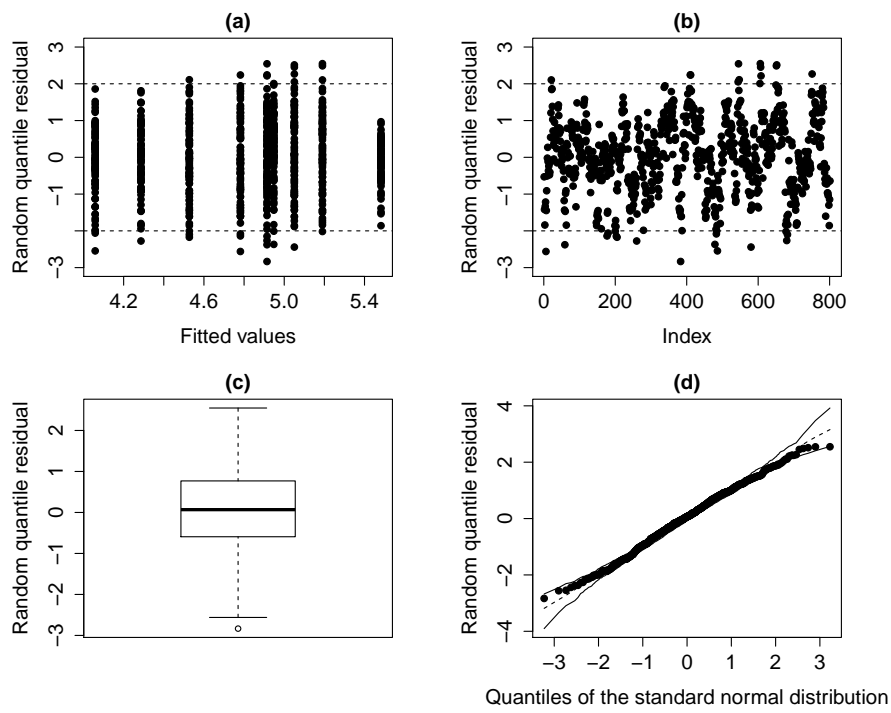 (a)
Random quantile residual
3
2
1
0
−1
−3
4.2 4.6 5.0 5.4
Fitted values
(b)
Random quantile residual
3
2
1
0
−1
−3
0 200 400 600 800
Index
(c)
Random quantile residual
2
1
0
−1
−2
−3
(d)
Random quantile residual
4
2
0
−2
−4
−3 −2 −1 0 1 2 3
Quantiles of the standard normal distribution